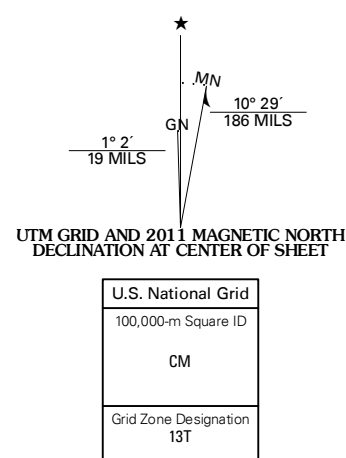 ★
MN
GN
10° 29´
186 MILS
1° 2´
19 MILS
UTM GRID AND 2011 MAGNETIC NORTH
DECLINATION AT CENTER OF SHEET
U.S. National Grid
100,000-m Square ID
CM
Grid Zone Designation
13T